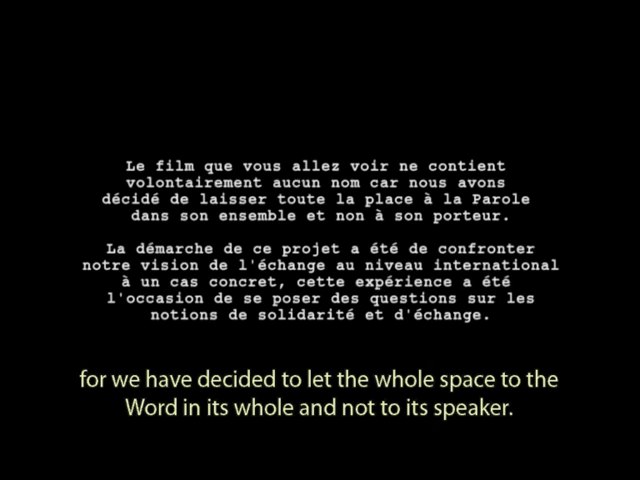 Le film que vous allez voir ne contient
volontairement aucun nom car nous avons
décidé de laisser toute la place à la Parole
dans son ensemble et non à son porteur.
La démarche de ce projet a été de confronter
notre vision de l'échange au niveau international
à un cas concret, cette expérience a été
l'occasion de se poser des questions sur les
notions de solidarité et d'échange.
for we have decided to let the whole space to the
Word in its whole and not to its speaker.